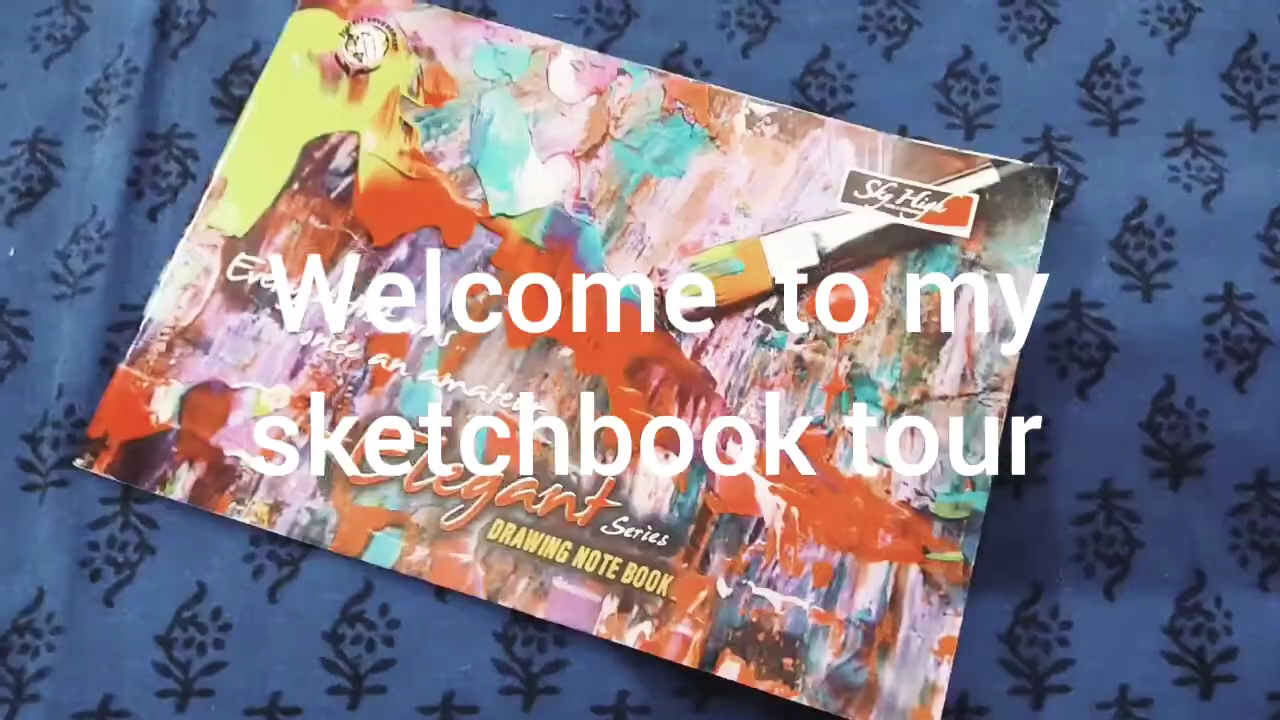 Sky High
Welcome to my
once an amateur
sketchbook tour
Elegant Series
DRAWING NOTE BOOK